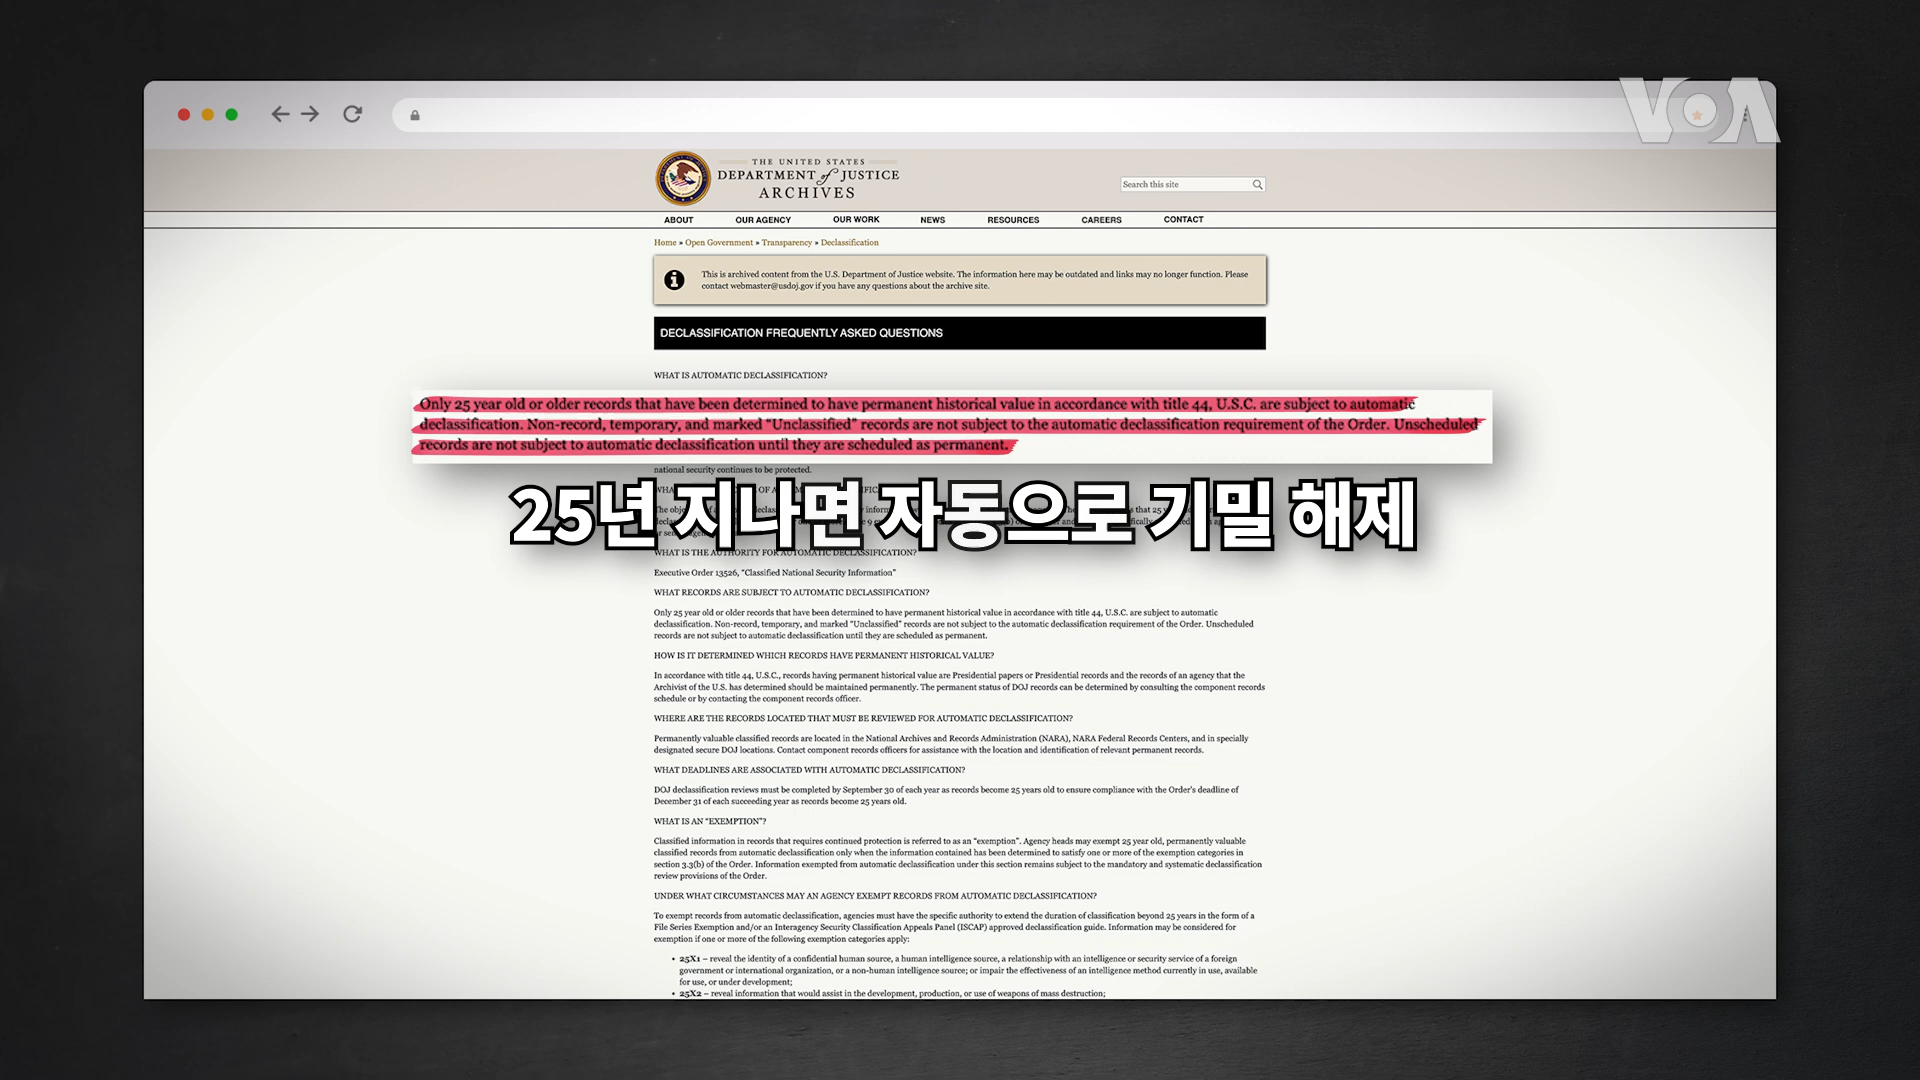 VOA
THE UNITED STATES
DEPARTMENT of JUSTICE
ARCHIVES
Search this site
ABOUT OUR AGENCY OUR WORK NEWS RESOURCES CAREERS CONTACT
Home » Open Government » Transparency » Declassification
This is archived content from the U.S. Department of Justice website. The information here may be outdated and links may no longer function. Please
contact webmaster@usdoj.gov if you have any questions about the archive site.
DECLASSIFICATION FREQUENTLY ASKED QUESTIONS
WHAT IS AUTOMATIC DECLASSIFICATION?
Only 25 year old or older records that have been determined to have permanent historical value in accordance with title 44, U.S.C. are subject to automatic
declassification. Non-record, temporary, and marked “Unclassified” records are not subject to the automatic declassification requirement of the Order. Unscheduled
records are not subject to automatic declassification until they are scheduled as permanent.
national security continues to be protected.
25년 지나면 자동으로 기밀 해제
WHAT IS THE AUTHORITY FOR AUTOMATIC DECLASSIFICATION?
Executive Order 13526, “Classified National Security Information”
WHAT RECORDS ARE SUBJECT TO AUTOMATIC DECLASSIFICATION?
Only 25 year old or older records that have been determined to have permanent historical value in accordance with title 44, U.S.C. are subject to automatic
declassification. Non-record, temporary, and marked “Unclassified” records are not subject to the automatic declassification requirement of the Order. Unscheduled
records are not subject to automatic declassification until they are scheduled as permanent.
HOW IS IT DETERMINED WHICH RECORDS HAVE PERMANENT HISTORICAL VALUE?
In accordance with title 44, U.S.C., records having permanent historical value are Presidential papers or Presidential records and the records of an agency that the
Archivist of the U.S. has determined should be maintained permanently. The permanent status of DOJ records can be determined by consulting the component records
schedule or by contacting the component records officer.
WHERE ARE THE RECORDS LOCATED THAT MUST BE REVIEWED FOR AUTOMATIC DECLASSIFICATION?
Permanently valuable classified records are located in the National Archives and Records Administration (NARA), NARA Federal Records Centers, and in specially
designated secure DOJ locations. Contact component records officers for assistance with the location and identification of relevant permanent records.
WHAT DEADLINES ARE ASSOCIATED WITH AUTOMATIC DECLASSIFICATION?
DOJ declassification reviews must be completed by September 30 of each year as records become 25 years old to ensure compliance with the Order's deadline of
December 31 of each succeeding year as records become 25 years old.
WHAT IS AN “EXEMPTION”?
Classified information in records that requires continued protection is referred to as an “exemption”. Agency heads may exempt 25 year old, permanently valuable
classified records from automatic declassification only when the information contained has been determined to satisfy one or more of the exemption categories in
section 3.3(b) of the Order. Information exempted from automatic declassification under this section remains subject to the mandatory and systematic declassification
review provisions of the Order.
UNDER WHAT CIRCUMSTANCES MAY AN AGENCY EXEMPT RECORDS FROM AUTOMATIC DECLASSIFICATION?
To exempt records from automatic declassification, agencies must have the specific authority to extend the duration of classification beyond 25 years in the form of a
File Series Exemption and/or an Interagency Security Classification Appeals Panel (ISCAP) approved declassification guide. Information may be considered for
exemption if one or more of the following exemption categories apply:
• 25X1 – reveal the identity of a confidential human source, a human intelligence source, a relationship with an intelligence or security service of a foreign
government or international organization, or a non-human intelligence source; or impair the effectiveness of an intelligence method currently in use, available
for use, or under development;
• 25X2 – reveal information that would assist in the development, production, or use of weapons of mass destruction;